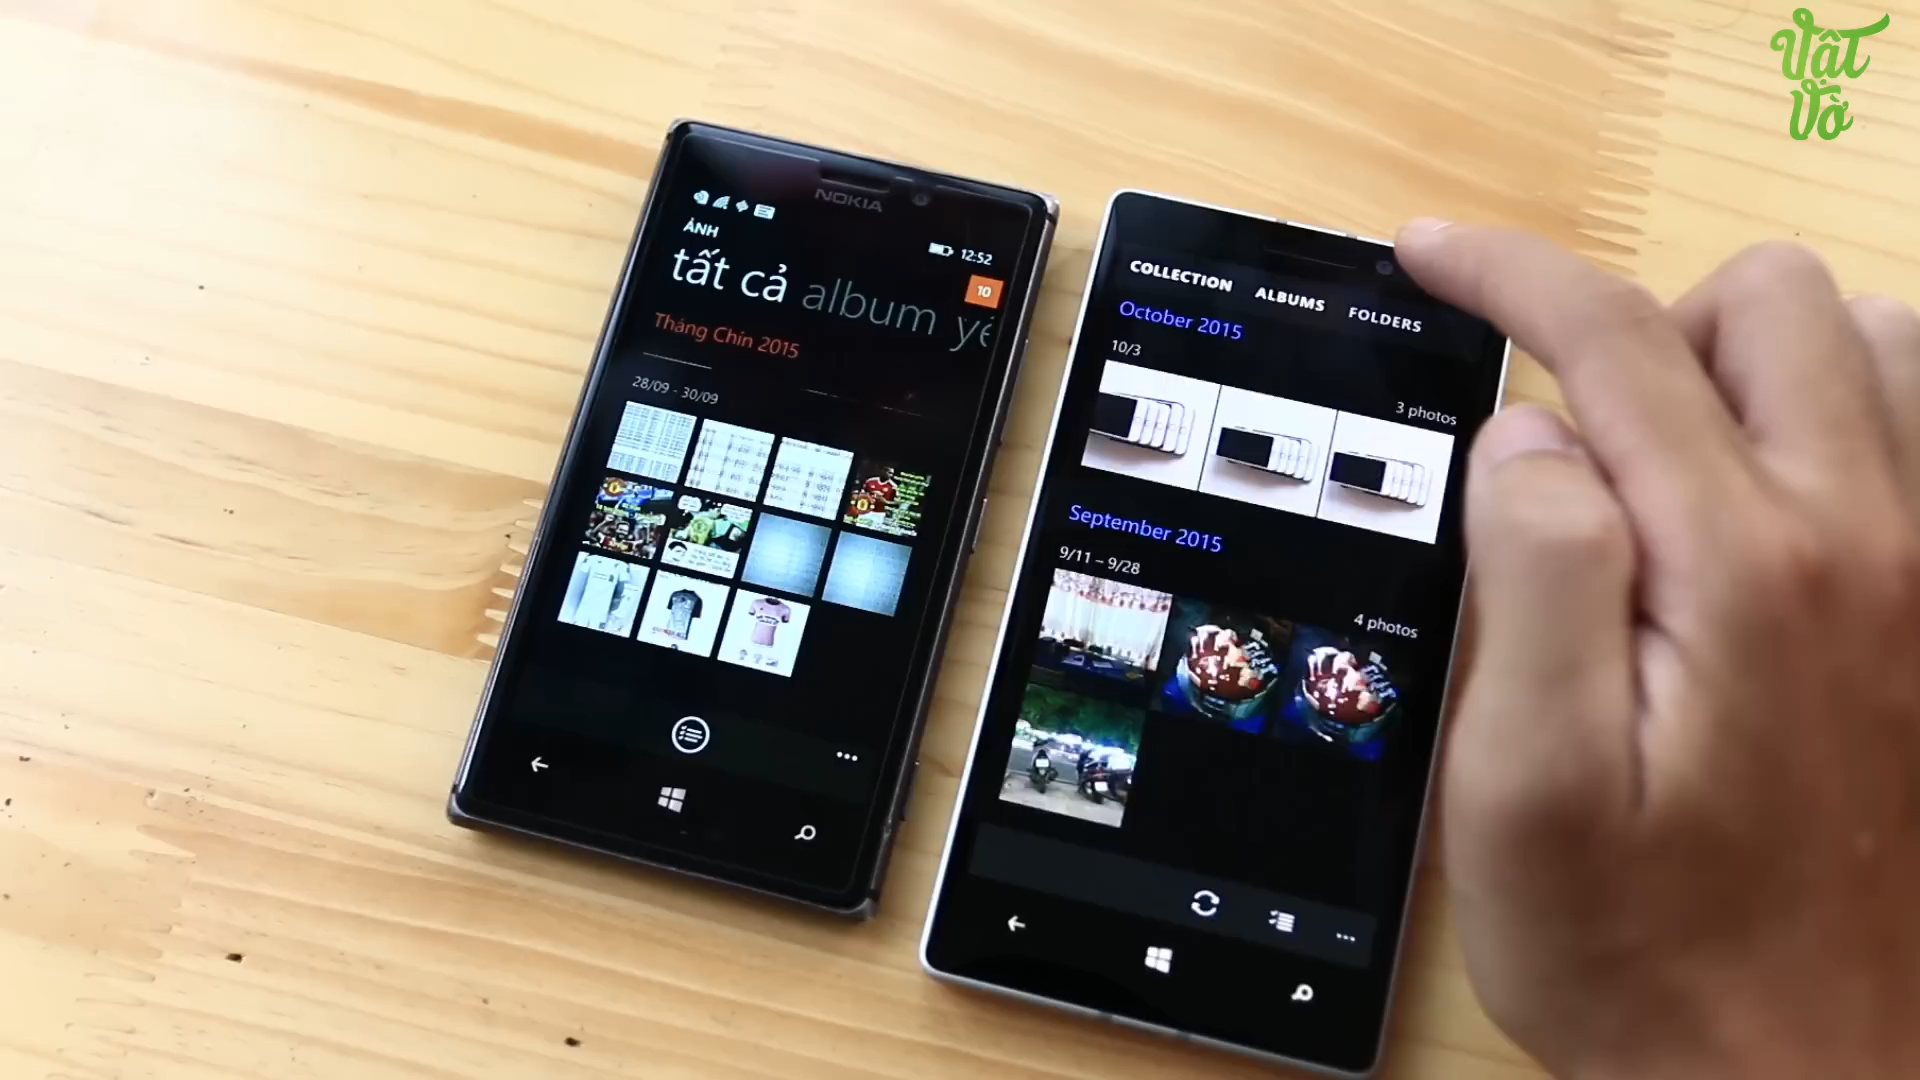 Vật
Vờ
NOKIA
12:52
ẢNH
tất cả album yê
10
Tháng Chín 2015
28/09 - 30/09
COLLECTION ALBUMS FOLDERS
October 2015
10/3
3 photos
September 2015
9/11 – 9/28
4 photos